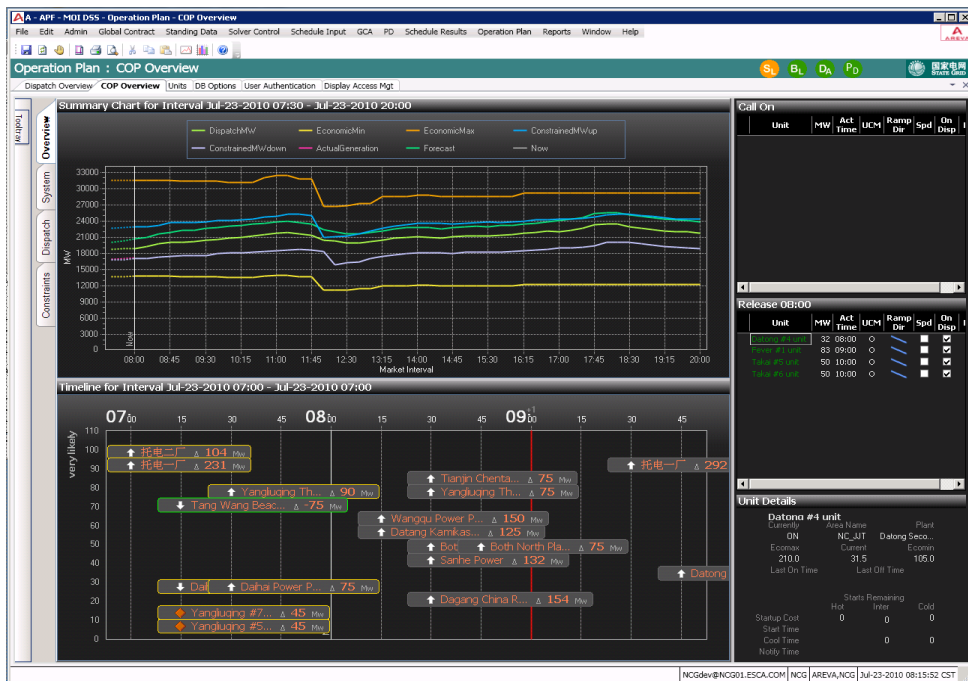 A - APF - MOI DSS - Operation Plan - COP Overview
File Edit Admin Global Contract Standing Data Solver Control Schedule Input GCA PD Schedule Results Operation Plan Reports Window Help
AREVA
Operation Plan : COP Overview
SL BL DA PD
国家电网
STATE GRID
Dispatch Overview COP Overview Units DB Options User Authentication Display Access Mgt
Tooltray
Overview
System
Dispatch
Constraints
Summary Chart for Interval Jul-23-2010 07:30 - Jul-23-2010 20:00
DispatchMW EconomicMin EconomicMax ConstrainedMWup
ConstrainedMWdown ActualGeneration Forecast Now
MW
33000
30000
27000
24000
21000
18000
15000
12000
9000
6000
3000
0
Now
08:00 08:45 09:30 10:15 11:00 11:45 12:30 13:15 14:00 14:45 15:30 16:15 17:00 17:45 18:30 19:15 20:00
Market Interval
Timeline for Interval Jul-23-2010 07:00 - Jul-23-2010 07:00
07 00 15 30 45 08 00 15 30 45 09 +1 00 15 30 45
very likely
110
100
90
80
70
60
50
40
30
20
10
0
托电二厂 Δ 104 Mw
托电一厂 Δ 231 Mw
托电一厂 Δ 292
Tianjin Chenta... Δ 75 Mw
Yangliuqing Th... Δ 90 Mw
Yangliuqing Th... Δ 75 Mw
Tang Wang Beac... Δ -75 Mw
Wangqu Power P... Δ 150 Mw
Datang Kamikas... Δ 125 Mw
Bot
Both North Pla... Δ 75 Mw
Sanhe Power Δ 132 Mw
Datong
Dail
Daihai Power P... Δ 75 Mw
Dagang China R... Δ 154 Mw
Yangliuqing #7... Δ 45 Mw
Yangliuqing #5... Δ 45 Mw
Call On
Unit MW Act Time UCM Ramp Dir Spd On Disp
Release 08:00
Unit MW Act Time UCM Ramp Dir Spd On Disp
Datong #4 unit 32 08:00 O
Fever #1 unit 83 09:00 O
Takai #5 unit 50 10:00 O
Takai #6 unit 50 10:00 O
Unit Details
Datong #4 unit
Currently Area Name Plant
ON NC_JJT Datong Seco...
Ecomax Current Ecomin
210.0 31.5 105.0
Last On Time Last Off Time
Starts Remaining
Hot Inter Cold
Startup Cost 0 0 0
Start Time
Cool Time 0 0
Notify Time
NCGdev@NCG01.ESCA.COM NCG AREVA,NCG Jul-23-2010 08:15:52 CST